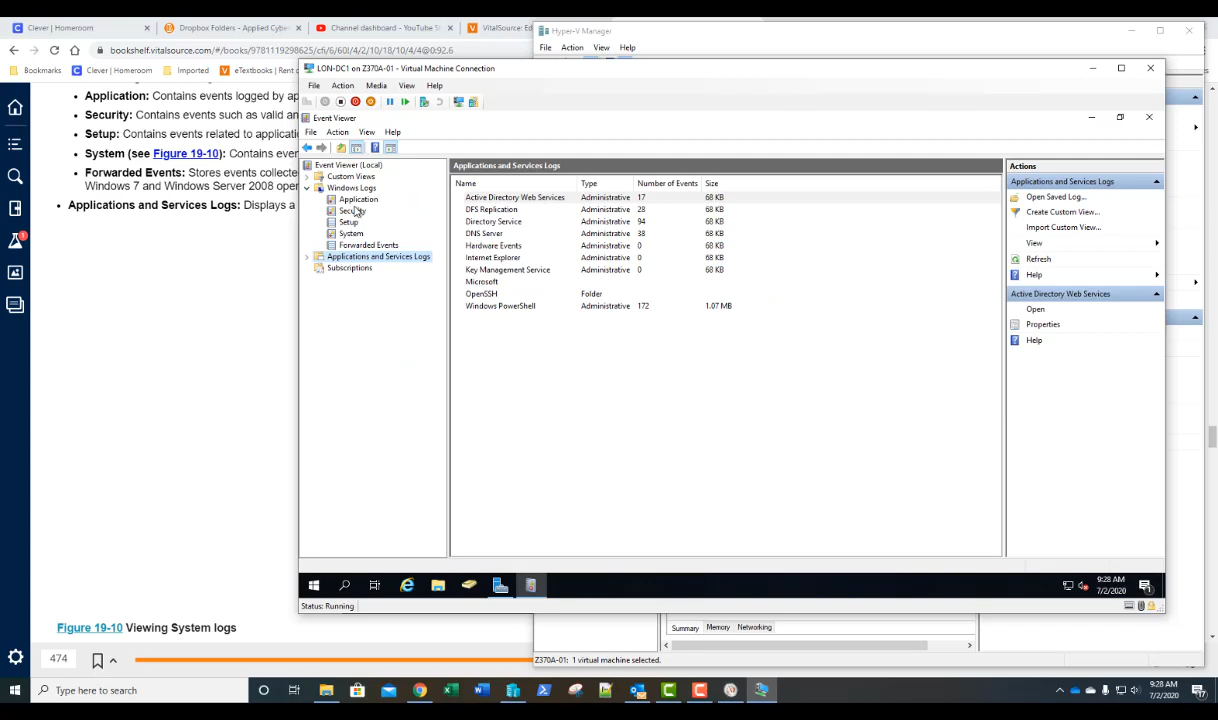 Clever | Homeroom
Dropbox Folders - Applied Cyber
Channel dashboard - YouTube S
VitalSource: Ed
Hyper-V Manager
File Action View Help
bookshelf.vitalsource.com/#/books/9781119298625/cfi/6/60!/4/2/10/18/10/4/4@0:92.6
Bookmarks
Clever | Homeroom
Imported
eTextbooks | Rent o
Application: Contains events logged by ap
Security: Contains events such as valid an
Setup: Contains events related to applicatio
System (see Figure 19-10): Contains even
Forwarded Events: Stores events collecte
Windows 7 and Windows Server 2008 open
Applications and Services Logs: Displays a
1
LON-DC1 on Z370A-01 - Virtual Machine Connection
File Action Media View Help
Event Viewer
File Action View Help
Event Viewer (Local)
Custom Views
Windows Logs
Application
Security
Setup
System
Forwarded Events
Applications and Services Logs
Subscriptions
Applications and Services Logs
Name Type Number of Events Size
Active Directory Web Services Administrative 17 68 KB
DFS Replication Administrative 28 68 KB
Directory Service Administrative 94 68 KB
DNS Server Administrative 38 68 KB
Hardware Events Administrative 0 68 KB
Internet Explorer Administrative 0 68 KB
Key Management Service Administrative 0 68 KB
Microsoft
OpenSSH Folder
Windows PowerShell Administrative 172 1.07 MB
Actions
Applications and Services Logs
Open Saved Log...
Create Custom View...
Import Custom View...
View
Refresh
Help
Active Directory Web Services
Open
Properties
Help
9:28 AM
7/2/2020
1
Status: Running
Figure 19-10 Viewing System logs
474
Summary Memory Networking
Z370A-01: 1 virtual machine selected.
Type here to search
9:28 AM
7/2/2020
17